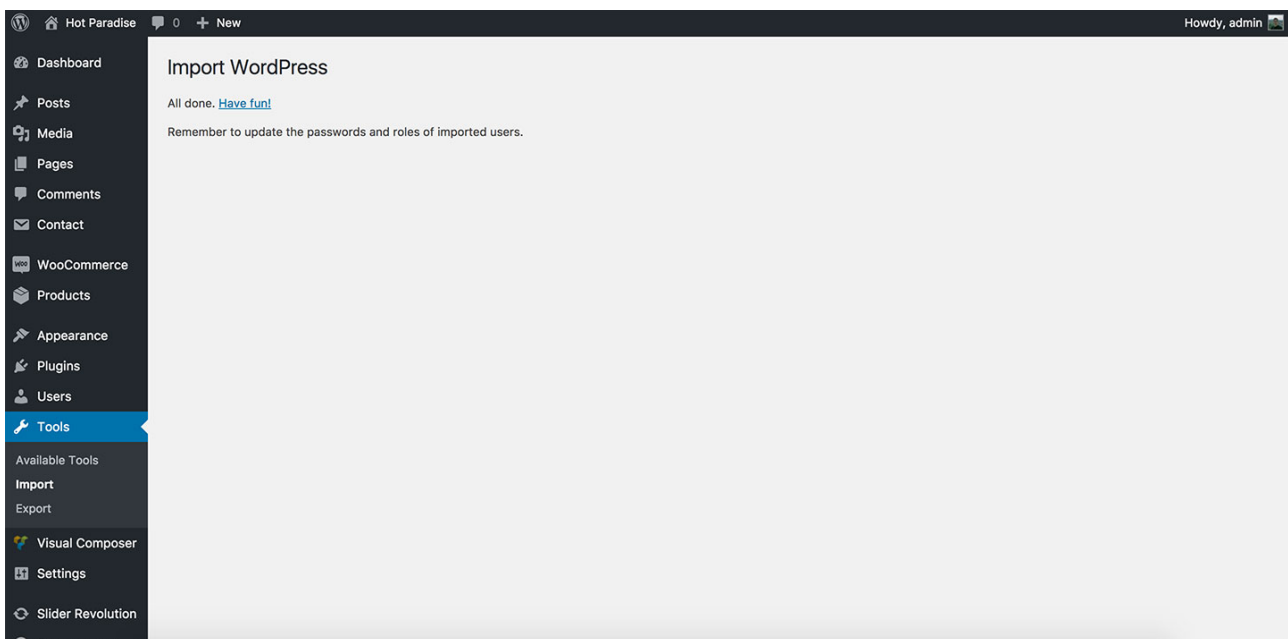 Hot Paradise 0 + New Howdy, admin
Dashboard
Posts
Media
Pages
Comments
Contact
WOO WooCommerce
Products
Appearance
Plugins
Users
Tools
Available Tools
Import
Export
Visual Composer
Settings
Slider Revolution
Import WordPress
All done. Have fun!
Remember to update the passwords and roles of imported users.